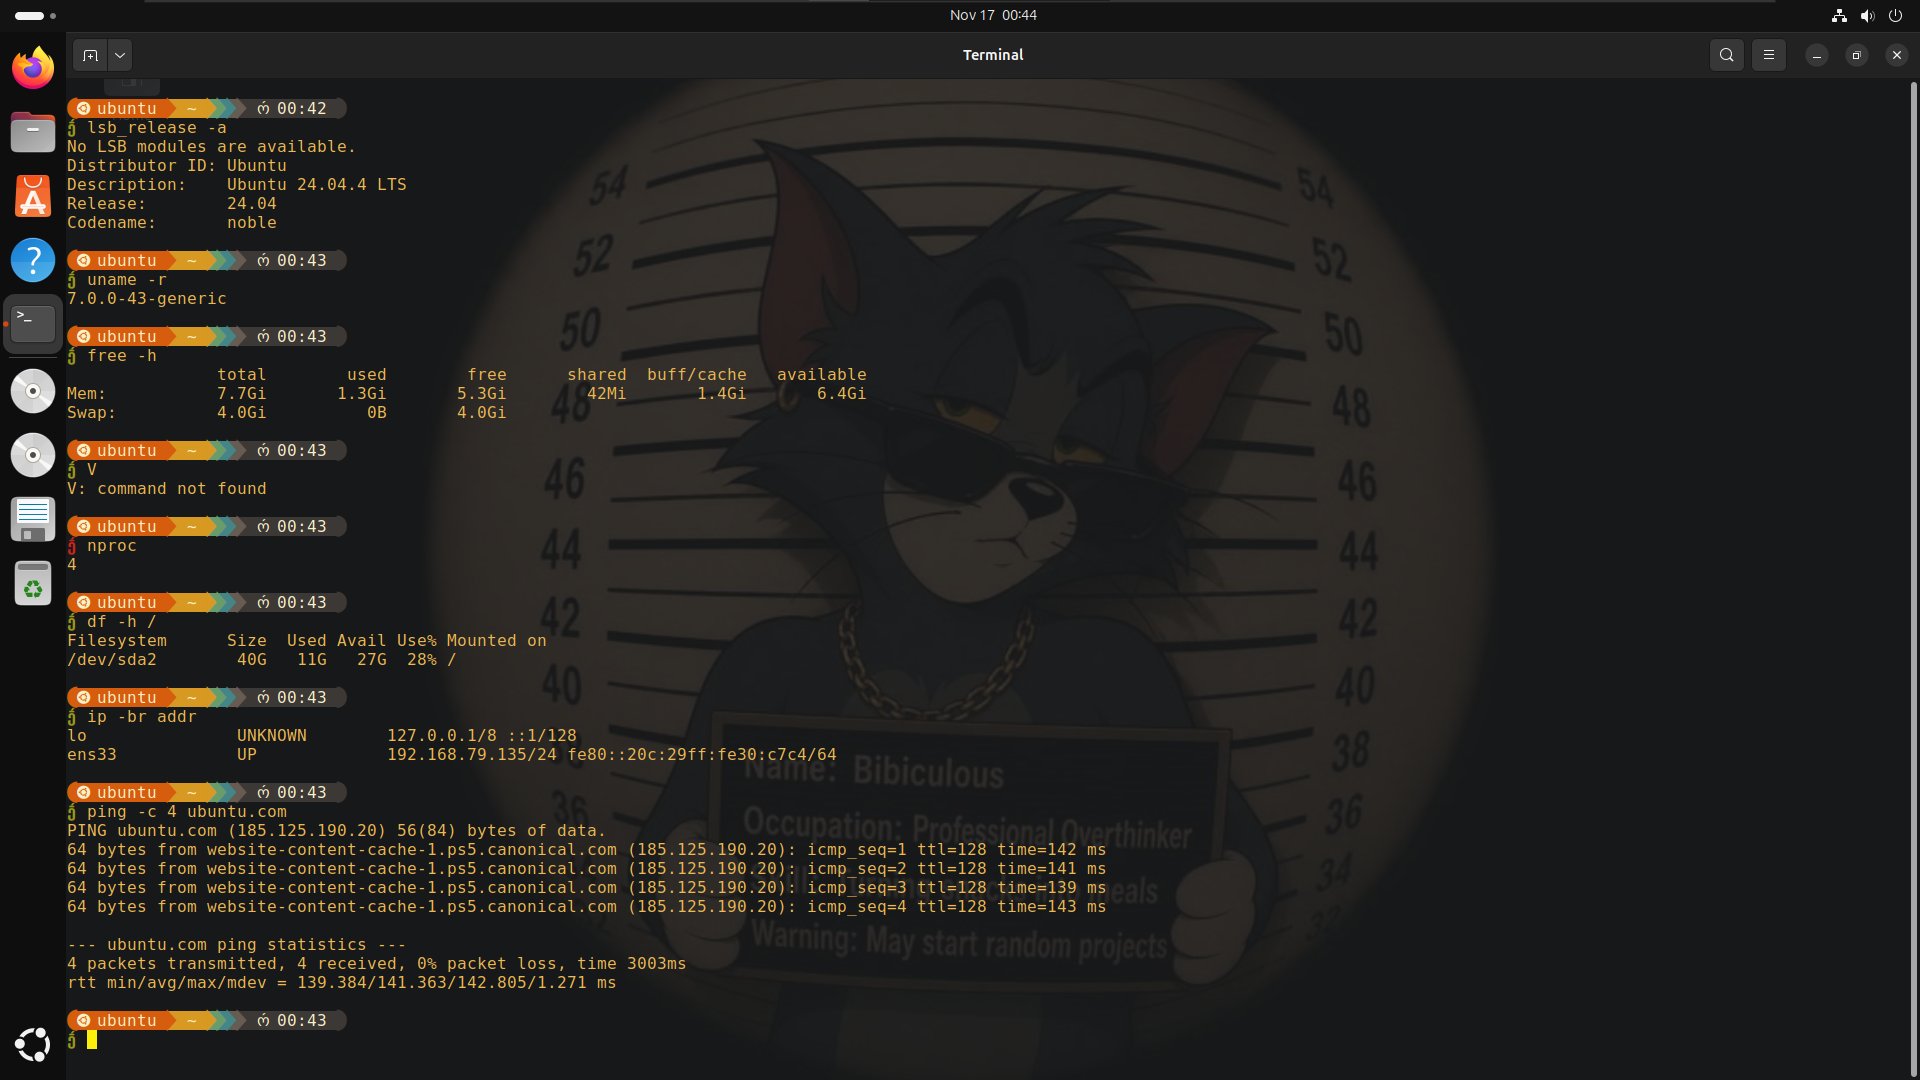 Nov 17 00:44
Terminal
ubuntu ~ 00:42
lsb_release -a
No LSB modules are available.
Distributor ID: Ubuntu
Description: Ubuntu 24.04.4 LTS
Release: 24.04
Codename: noble
ubuntu ~ 00:43
uname -r
7.0.0-43-generic
ubuntu ~ 00:43
free -h
total used free shared buff/cache available
Mem: 7.7Gi 1.3Gi 5.3Gi 42Mi 1.4Gi 6.4Gi
Swap: 4.0Gi 0B 4.0Gi
ubuntu ~ 00:43
V
V: command not found
ubuntu ~ 00:43
nproc
4
ubuntu ~ 00:43
df -h /
Filesystem Size Used Avail Use% Mounted on
/dev/sda2 40G 11G 27G 28% /
ubuntu ~ 00:43
ip -br addr
lo UNKNOWN 127.0.0.1/8 ::1/128
ens33 UP 192.168.79.135/24 fe80::20c:29ff:fe30:c7c4/64
ubuntu ~ 00:43
ping -c 4 ubuntu.com
PING ubuntu.com (185.125.190.20) 56(84) bytes of data.
64 bytes from website-content-cache-1.ps5.canonical.com (185.125.190.20): icmp_seq=1 ttl=128 time=142 ms
64 bytes from website-content-cache-1.ps5.canonical.com (185.125.190.20): icmp_seq=2 ttl=128 time=141 ms
64 bytes from website-content-cache-1.ps5.canonical.com (185.125.190.20): icmp_seq=3 ttl=128 time=139 ms
64 bytes from website-content-cache-1.ps5.canonical.com (185.125.190.20): icmp_seq=4 ttl=128 time=143 ms
--- ubuntu.com ping statistics ---
4 packets transmitted, 4 received, 0% packet loss, time 3003ms
rtt min/avg/max/mdev = 139.384/141.363/142.805/1.271 ms
ubuntu ~ 00:43
54 54
52 52
50 50
48 48
46 46
44 44
42 42
40 40
38
36 36
34
Name: Bibiculous
Occupation: Professional Overthinker
meals
Warning: May start random projects